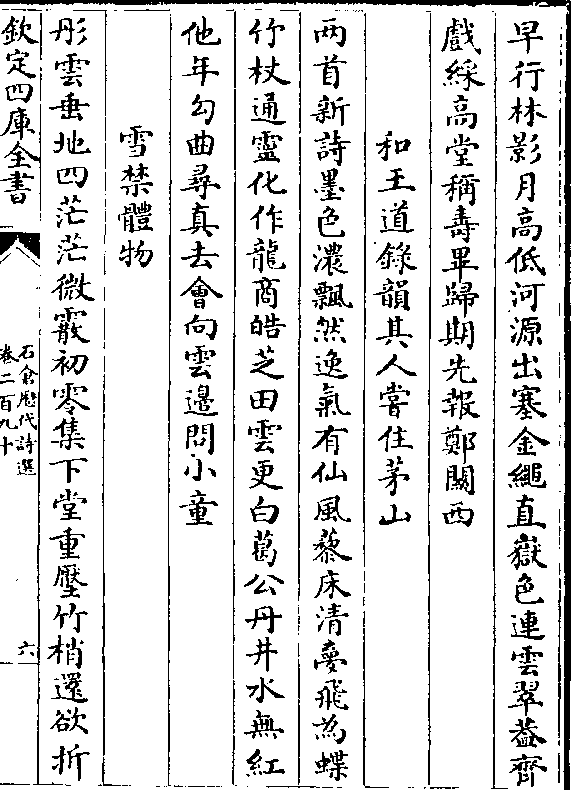 早行林影月高低河源出塞金繩直嶽色連雲翠蓋齊
戲綵高堂稱壽畢歸期先報鄭關西
和王道錄韻其人嘗住茅山
两首新詩墨色濃飄然逸氣有仙風藜床清夢飛為蝶
竹杖通靈化作龍商皓芝田雲更白葛公丹井水無紅
他年勾曲尋真去會向雲邉問小童
雪禁體物
彤雲垂地四茫茫微霰初零集下堂重壓竹梢還欲折
欽定四庫全書
石倉歷代詩選
卷二百九十
六